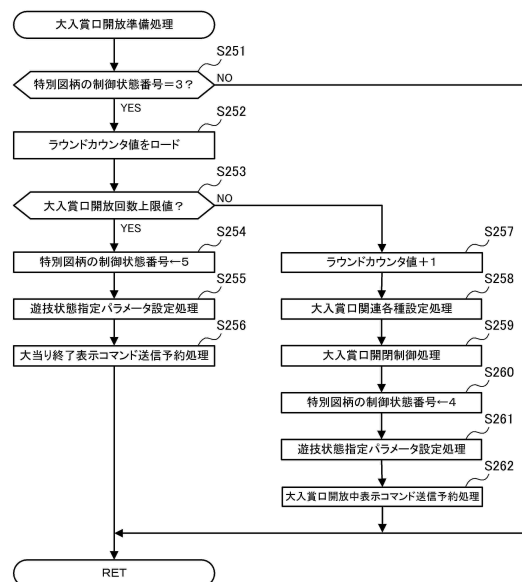 大入賞口開放準備処理
S251
特別図柄の制御状態番号=3?
NO
YES
S252
ラウンドカウンタ値をロード
S253
大入賞口開放回数上限値?
NO
YES
S254
特別図柄の制御状態番号←5
S255
遊技状態指定パラメータ設定処理
S256
大当り終了表示コマンド送信予約処理
S257
ラウンドカウンタ値+1
S258
大入賞口関連各種設定処理
S259
大入賞口開閉制御処理
S260
特別図柄の制御状態番号←4
S261
遊技状態指定パラメータ設定処理
S262
大入賞口開放中表示コマンド送信予約処理
RET